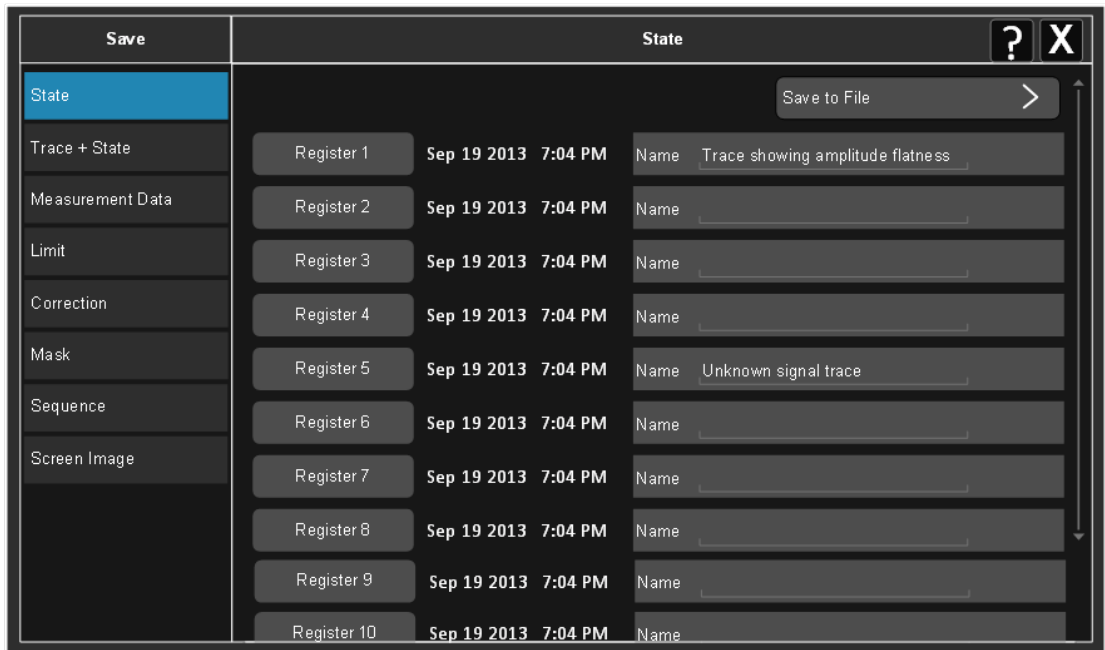 Save
State
? X
State
Trace + State
Measurement Data
Limit
Correction
Mask
Sequence
Screen Image
Save to File >
Register 1 Sep 19 2013 7:04 PM Name Trace showing amplitude flatness
Register 2 Sep 19 2013 7:04 PM Name
Register 3 Sep 19 2013 7:04 PM Name
Register 4 Sep 19 2013 7:04 PM Name
Register 5 Sep 19 2013 7:04 PM Name Unknown signal trace
Register 6 Sep 19 2013 7:04 PM Name
Register 7 Sep 19 2013 7:04 PM Name
Register 8 Sep 19 2013 7:04 PM Name
Register 9 Sep 19 2013 7:04 PM Name
Register 10 Sep 19 2013 7:04 PM Name